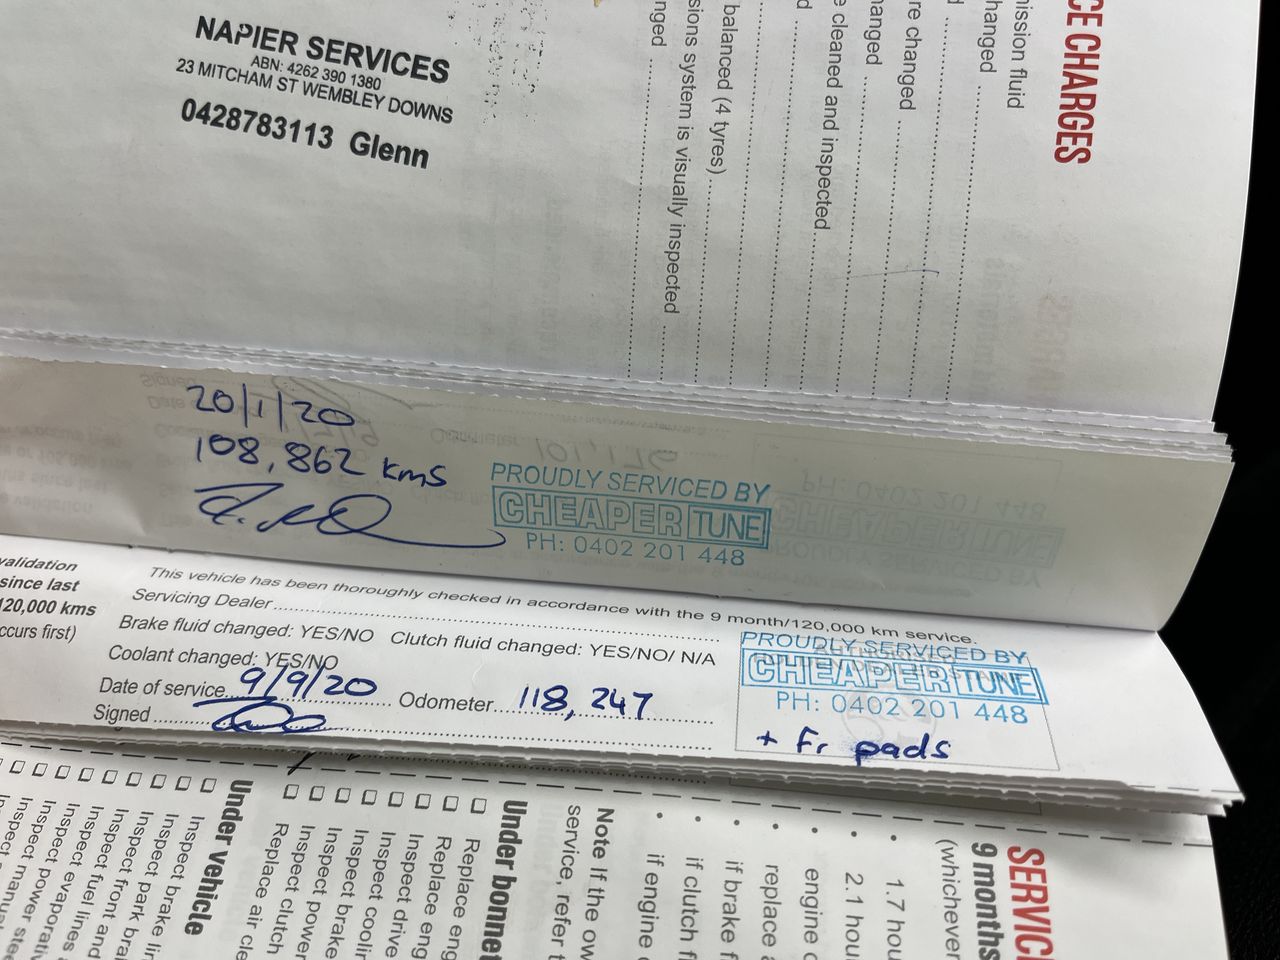 NAPIER SERVICES
ABN: 4262 390 1380
23 MITCHAM ST WEMBLEY DOWNS
0428783113 Glenn
CE CHARGES
ission fluid
hanged
re changed
anged
e cleaned and inspected
balanced (4 tyres)
sions system is visually inspected
nged
20/1/20
108,862 kms
PROUDLY SERVICED BY
CHEAPER TUNE
PH: 0402 201 448
validation
since last
120,000 kms
ccurs first)
This vehicle has been thoroughly checked in accordance with the 9 month/120,000 km service.
Servicing Dealer
Brake fluid changed: YES/NO Clutch fluid changed: YES/NO/ N/A
Coolant changed: YES/NO
Date of service 9/9/20 Odometer 118,247
Signed
PROUDLY SERVICED BY
CHEAPER TUNE
PH: 0402 201 448
+ Fr pads
SERVIC
9 months
(whichever
• 1.7 hou
• 2.1 hou
• engine o
• replace a
• if brake f
• if clutch f
• if engine
Note If the ow
service, refer t
Under bonnet
Replace eng
Replace eng
Inspect drive
Inspect coolin
Inspect brake
Inspect power
Inspect clutch
Replace air cle
Under vehicle
Inspect brake lin
Inspect park brak
Inspect front and
Inspect fuel lines
Inspect evaporati
Inspect power
Inspect manual